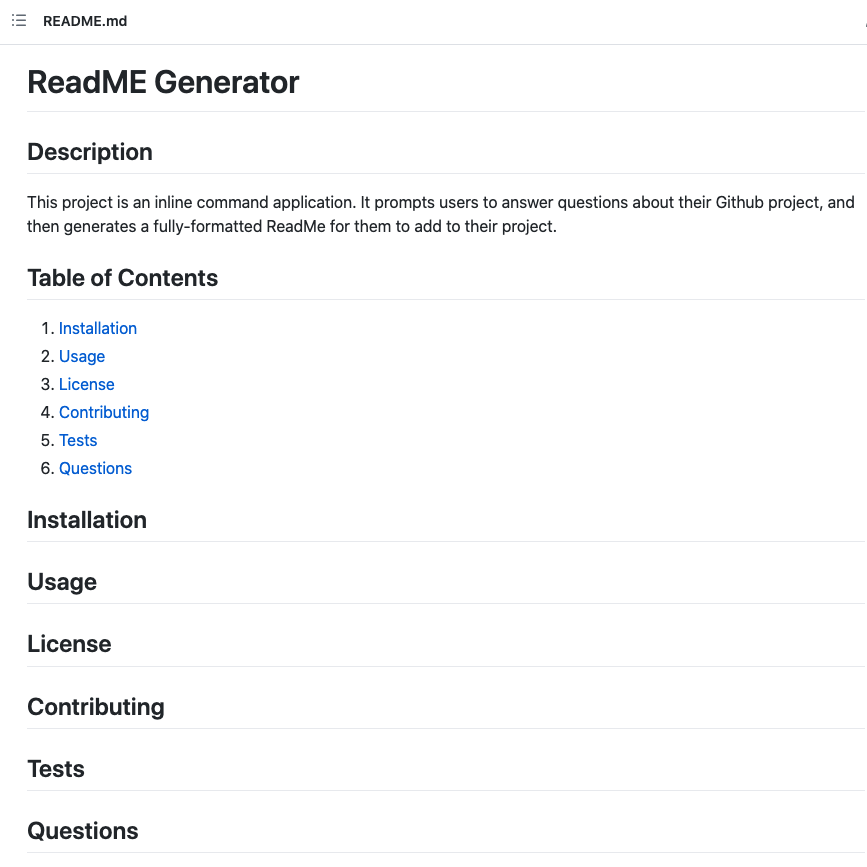 README.md
ReadME Generator
Description
This project is an inline command application. It prompts users to answer questions about their Github project, and
then generates a fully-formatted ReadMe for them to add to their project.
Table of Contents
1. Installation
2. Usage
3. License
4. Contributing
5. Tests
6. Questions
Installation
Usage
License
Contributing
Tests
Questions